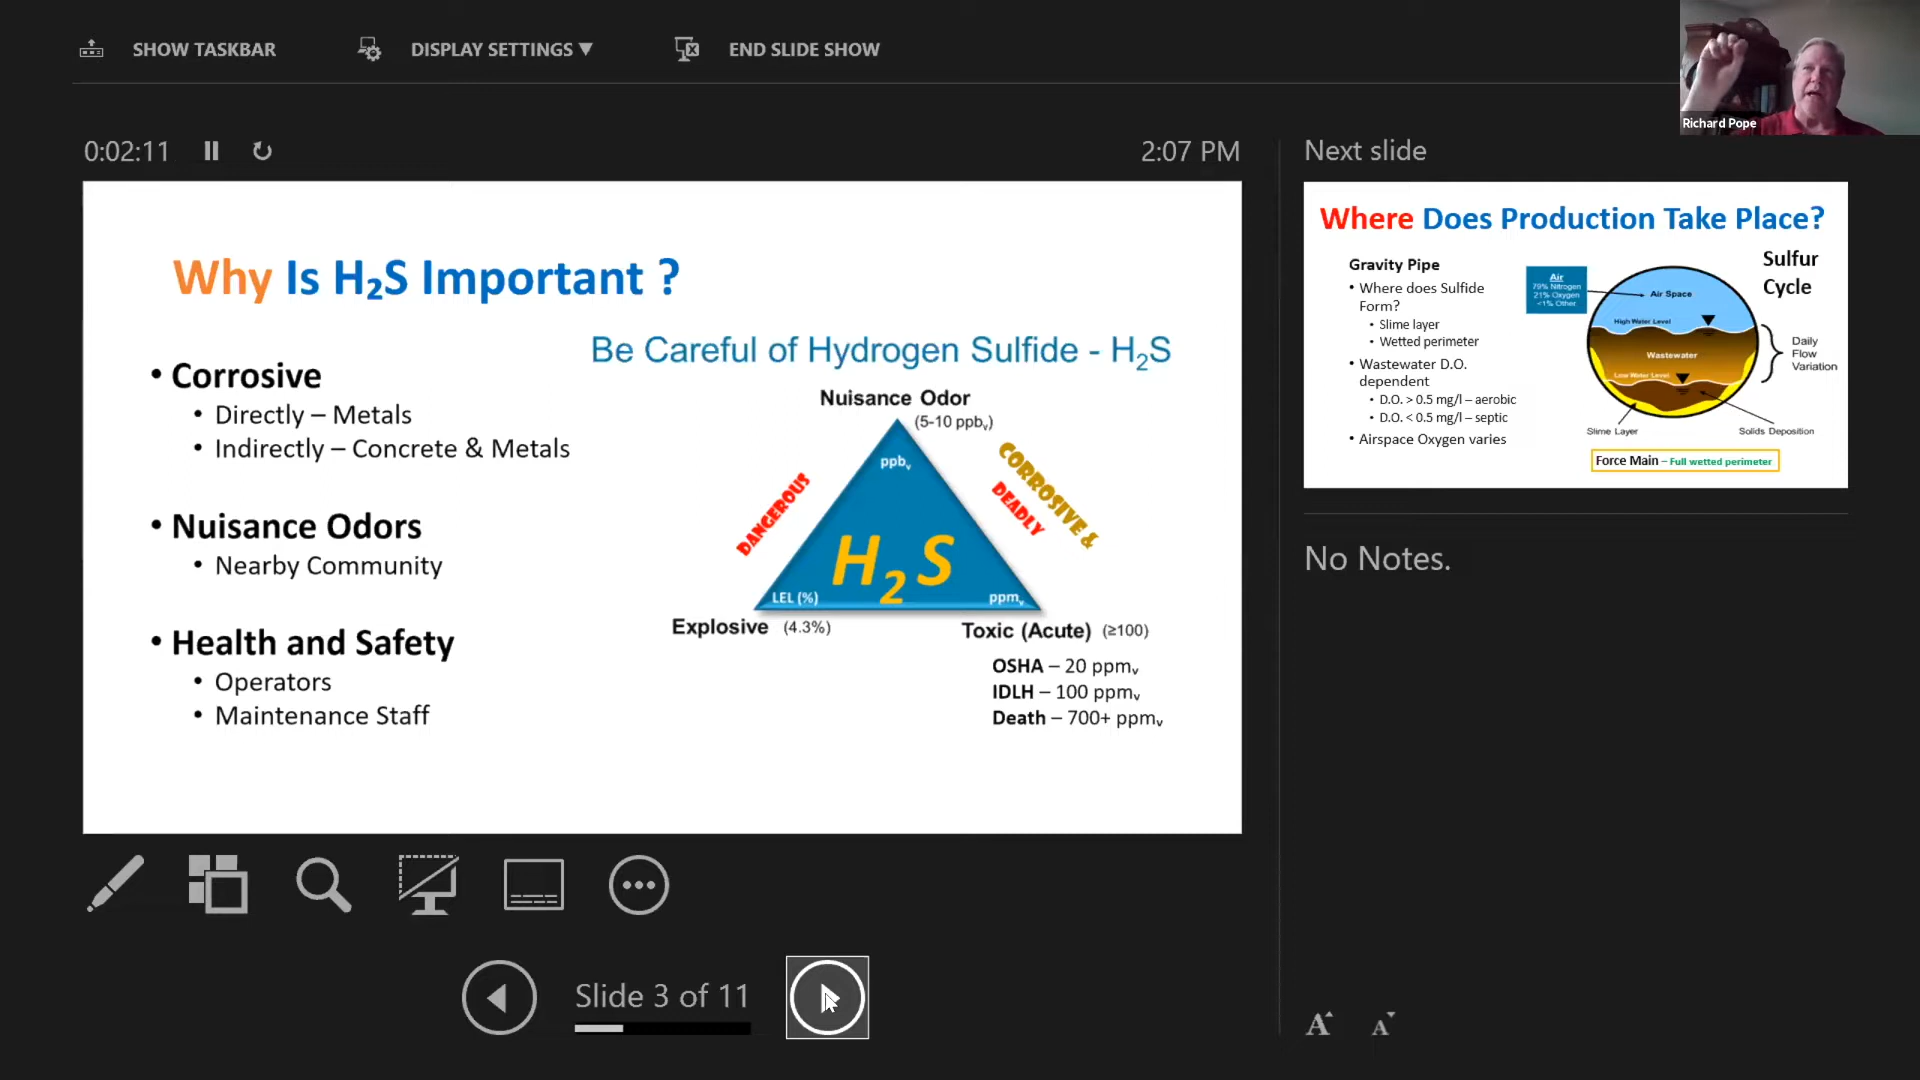 SHOW TASKBAR
DISPLAY SETTINGS ▼
END SLIDE SHOW
Richard Pope
0:02:11
2:07 PM
Next slide
Why Is H₂S Important ?
• Corrosive
• Directly – Metals
• Indirectly – Concrete & Metals
• Nuisance Odors
• Nearby Community
• Health and Safety
• Operators
• Maintenance Staff
Be Careful of Hydrogen Sulfide - H₂S
Nuisance Odor
(5-10 ppbᵥ)
ppbᵥ
DANGEROUS
CORROSIVE &
DEADLY
H₂S
LEL (%)
ppmᵥ
Explosive (4.3%)
Toxic (Acute) (≥100)
OSHA – 20 ppmᵥ
IDLH – 100 ppmᵥ
Death – 700+ ppmᵥ
Where Does Production Take Place?
Gravity Pipe
• Where does Sulfide
Form?
• Slime layer
• Wetted perimeter
• Wastewater D.O.
dependent
• D.O. > 0.5 mg/l – aerobic
• D.O. < 0.5 mg/l – septic
• Airspace Oxygen varies
Air
79% Nitrogen
21% Oxygen
<1% Other
Sulfur
Cycle
Air Space
High Water Level
Wastewater
Low Water Level
Daily
Flow
Variation
Slime Layer
Solids Deposition
Force Main – Full wetted perimeter
No Notes.
Slide 3 of 11
A
A